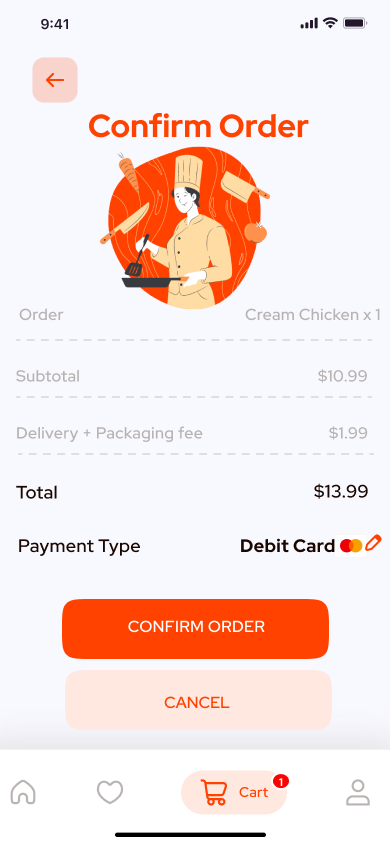 9:41
Confirm Order
Order Cream Chicken x 1
Subtotal $10.99
Delivery + Packaging fee $1.99
Total $13.99
Payment Type Debit Card
CONFIRM ORDER
CANCEL
Cart 1